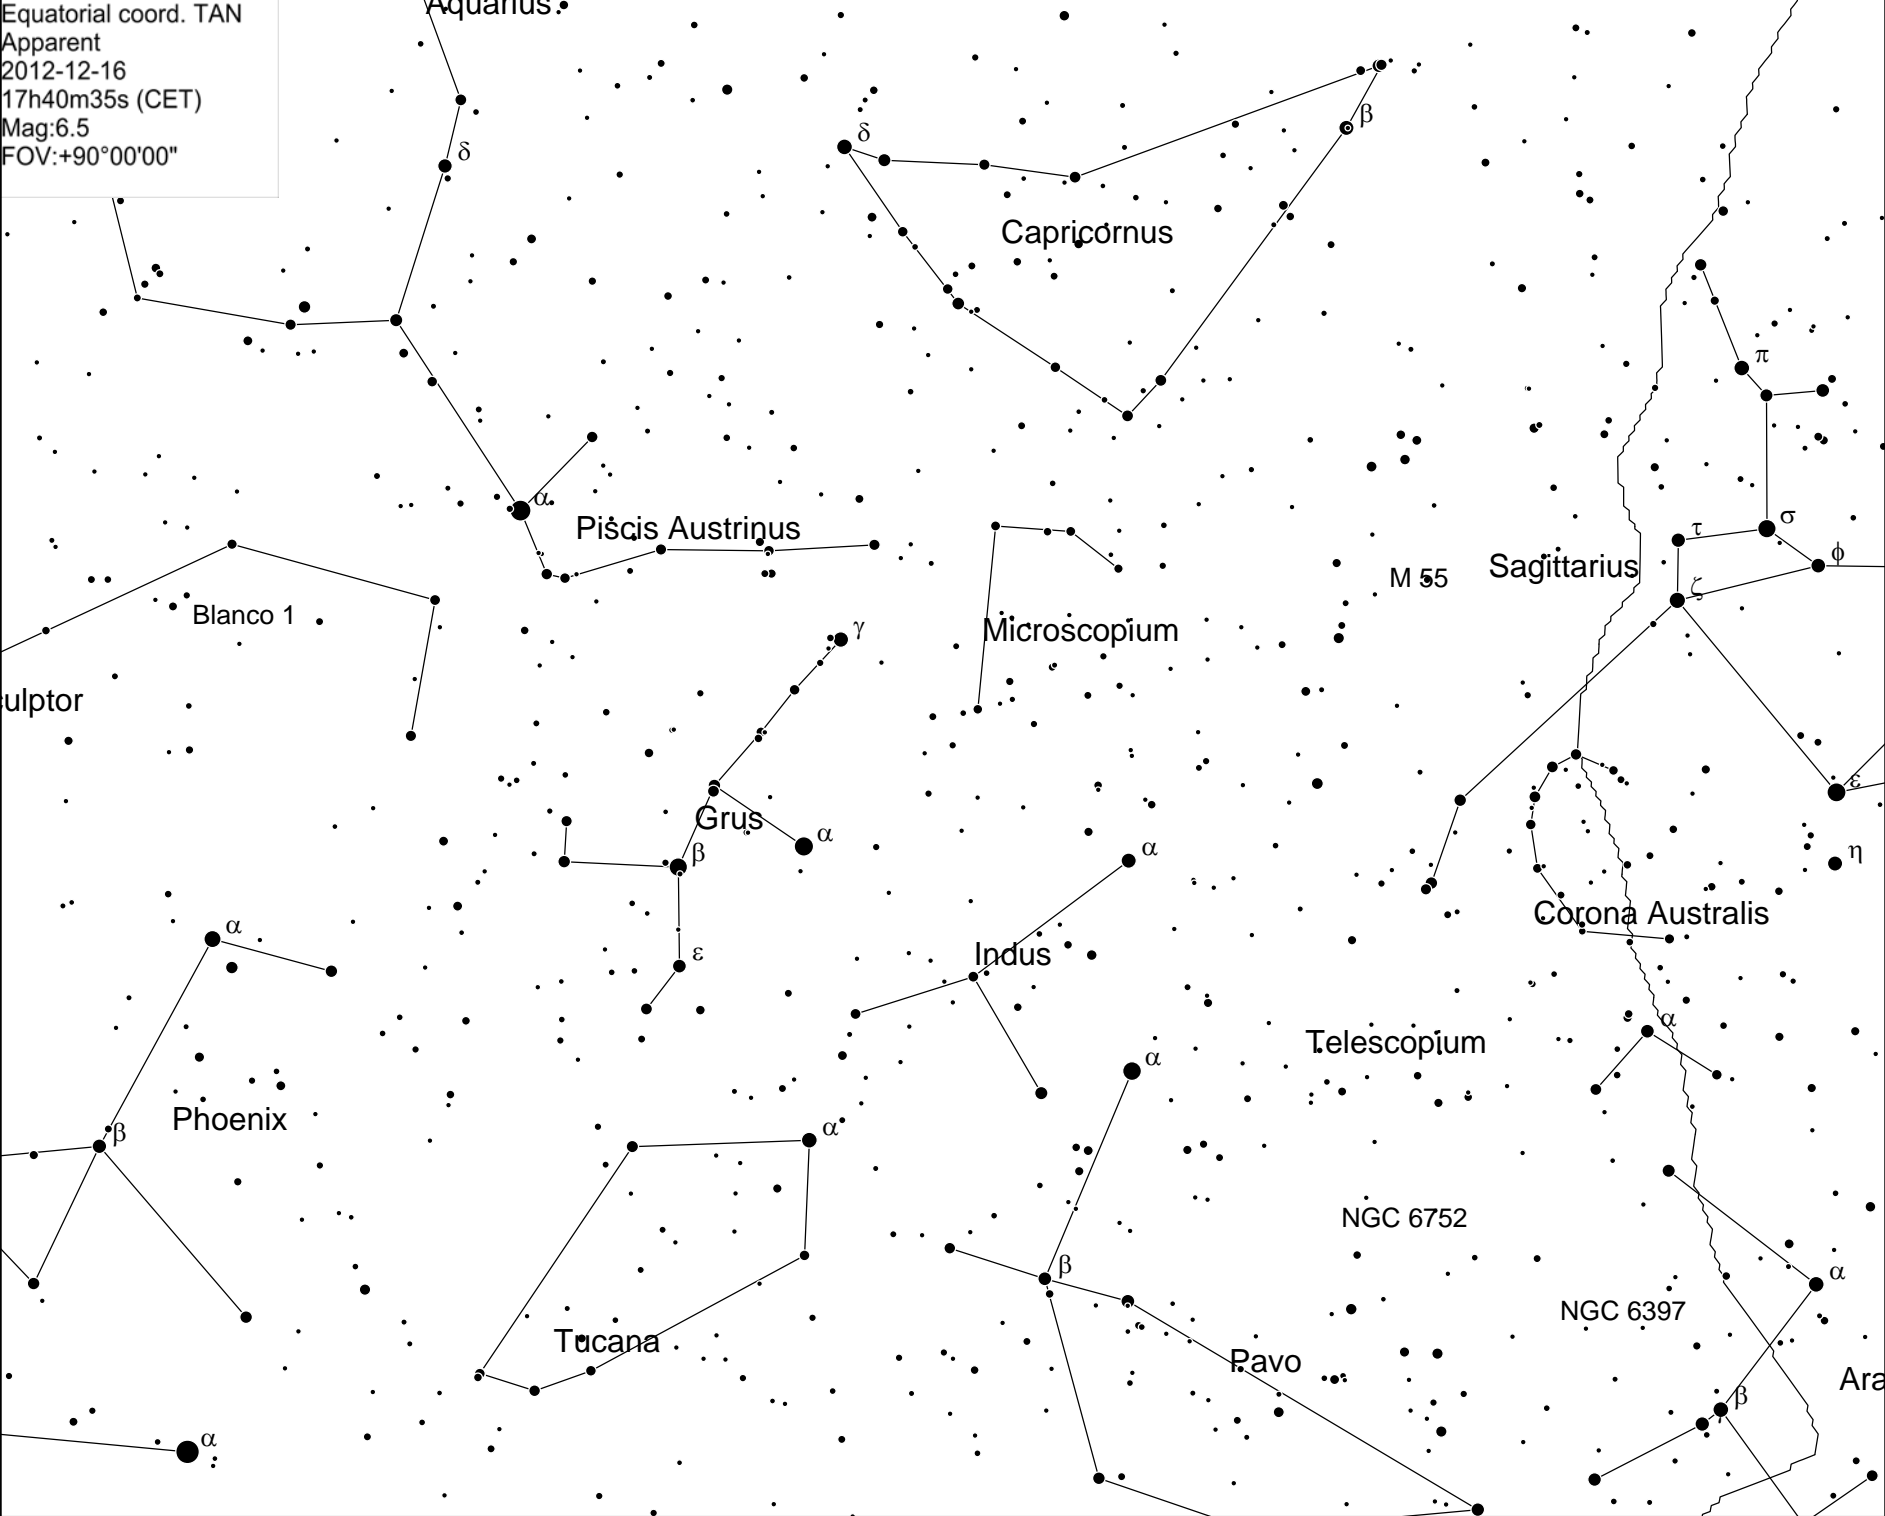 Equatorial coord. TAN
Apparent
2012-12-16
17h40m35s (CET)
Mag:6.5
FOV:+90°00'00"
Aquarius
δ
δ
β
Capricornus
π
α
Piscis Austrinus
σ
τ
ϕ
M 55
Sagittarius
ζ
Blanco 1
γ
Microscopium
culptor
ε
Grus
α
β
α
η
α
Corona Australis
ε
Indus
α
Telescopium
α
Phoenix
β
α
NGC 6752
β
α
NGC 6397
Tucana
Pavo
Ara
β
α